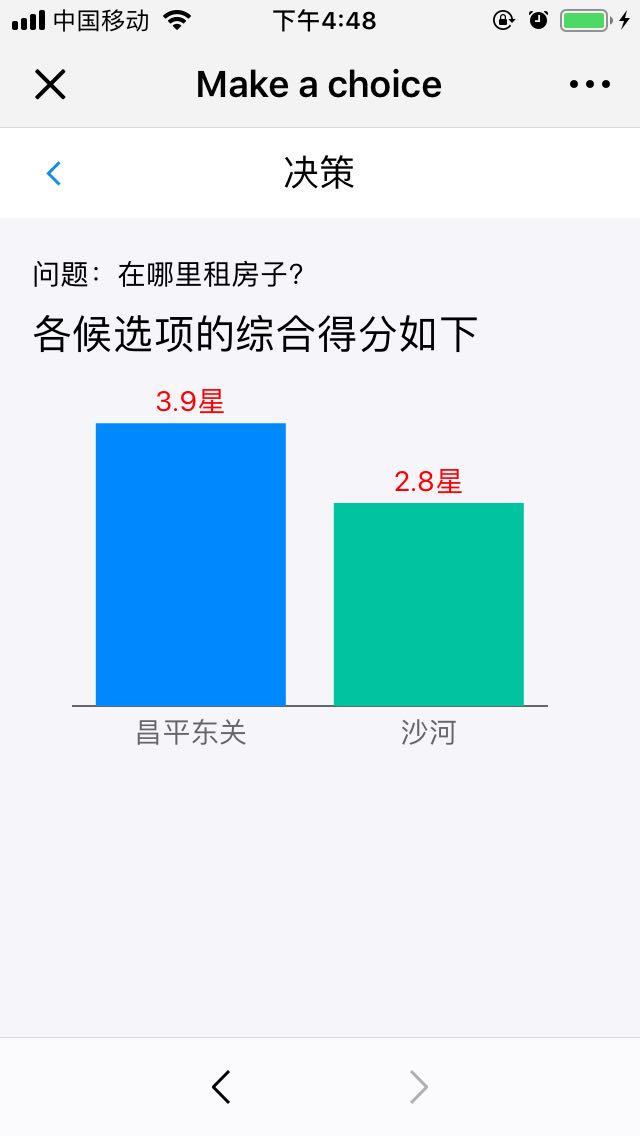 中国移动 下午4:48
Make a choice
决策
问题：在哪里租房子?
各候选项的综合得分如下
3.9星
2.8星
昌平东关 沙河